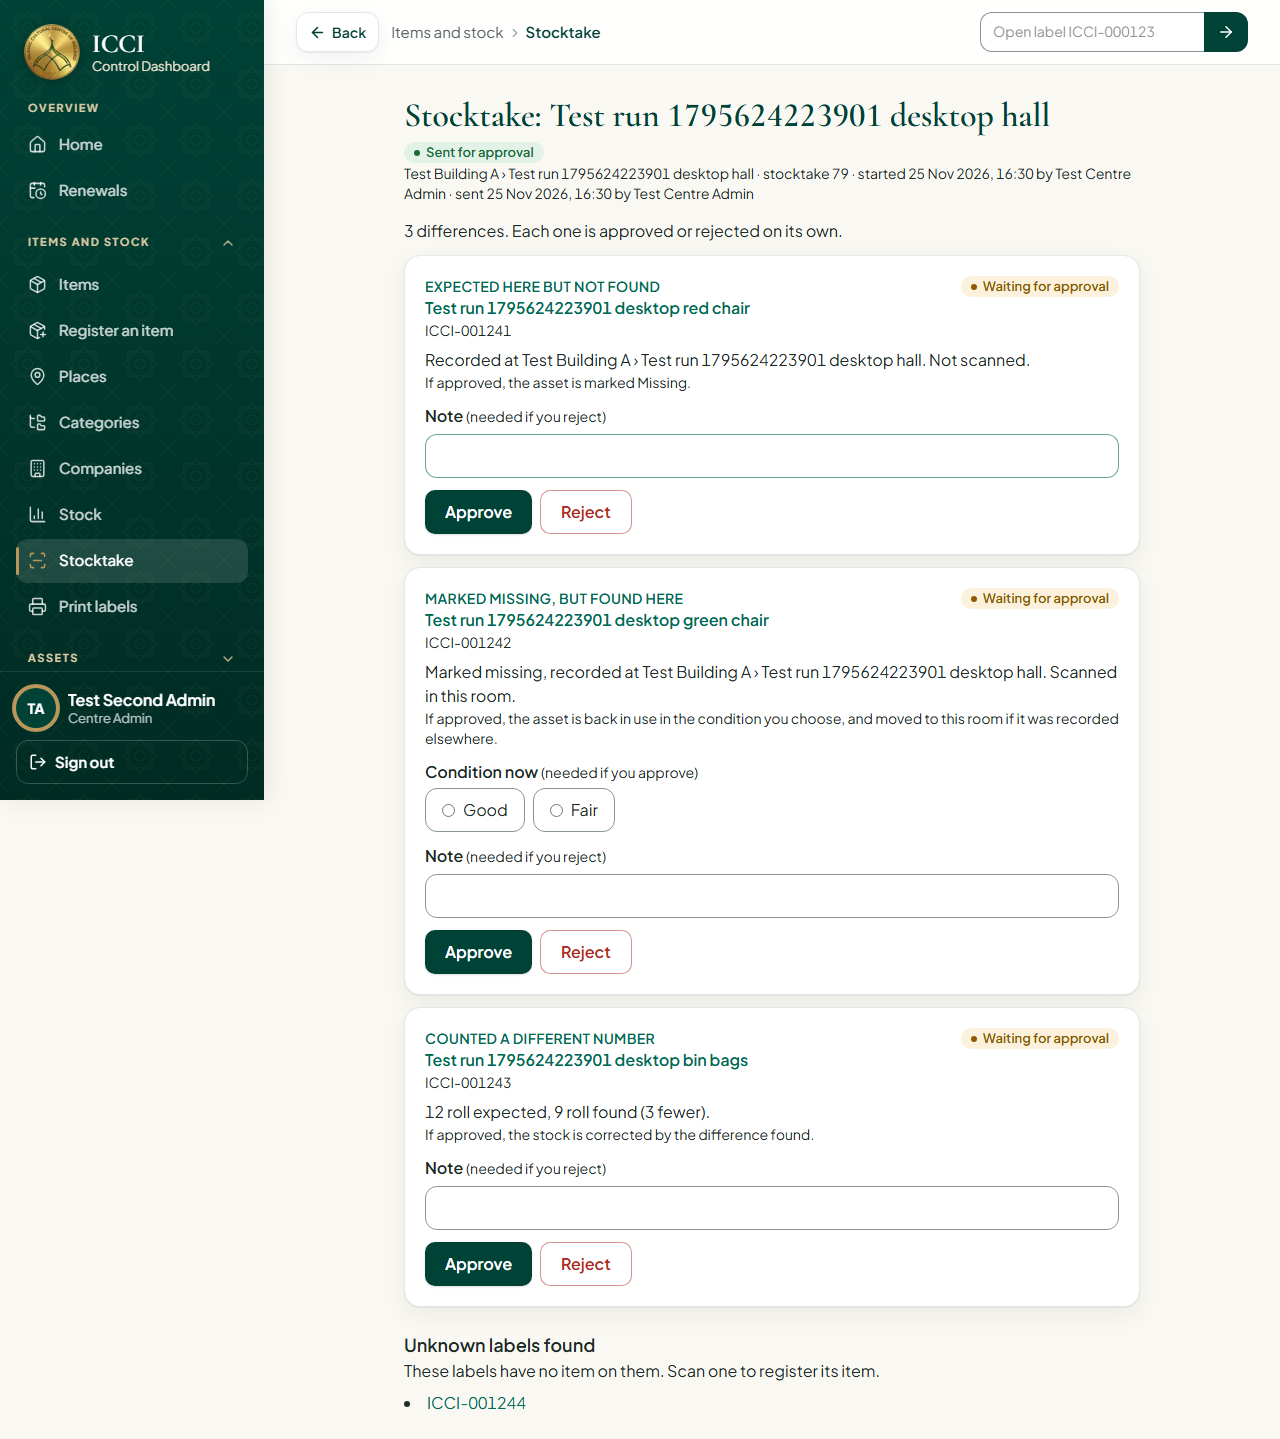 ICCI
Control Dashboard
OVERVIEW
Home
Renewals
ITEMS AND STOCK
Items
Register an item
Places
Categories
Companies
Stock
Stocktake
Print labels
ASSETS
TA
Test Second Admin
Centre Admin
Sign out
Back
Items and stock › Stocktake
Open label ICCI-000123
Stocktake: Test run 1795624223901 desktop hall
Sent for approval
Test Building A › Test run 1795624223901 desktop hall · stocktake 79 · started 25 Nov 2026, 16:30 by Test Centre
Admin · sent 25 Nov 2026, 16:30 by Test Centre Admin
3 differences. Each one is approved or rejected on its own.
EXPECTED HERE BUT NOT FOUND
Waiting for approval
Test run 1795624223901 desktop red chair
ICCI-001241
Recorded at Test Building A › Test run 1795624223901 desktop hall. Not scanned.
If approved, the asset is marked Missing.
Note (needed if you reject)
Approve
Reject
MARKED MISSING, BUT FOUND HERE
Waiting for approval
Test run 1795624223901 desktop green chair
ICCI-001242
Marked missing, recorded at Test Building A › Test run 1795624223901 desktop hall. Scanned
in this room.
If approved, the asset is back in use in the condition you choose, and moved to this room if it was recorded
elsewhere.
Condition now (needed if you approve)
Good
Fair
Note (needed if you reject)
Approve
Reject
COUNTED A DIFFERENT NUMBER
Waiting for approval
Test run 1795624223901 desktop bin bags
ICCI-001243
12 roll expected, 9 roll found (3 fewer).
If approved, the stock is corrected by the difference found.
Note (needed if you reject)
Approve
Reject
Unknown labels found
These labels have no item on them. Scan one to register its item.
• ICCI-001244